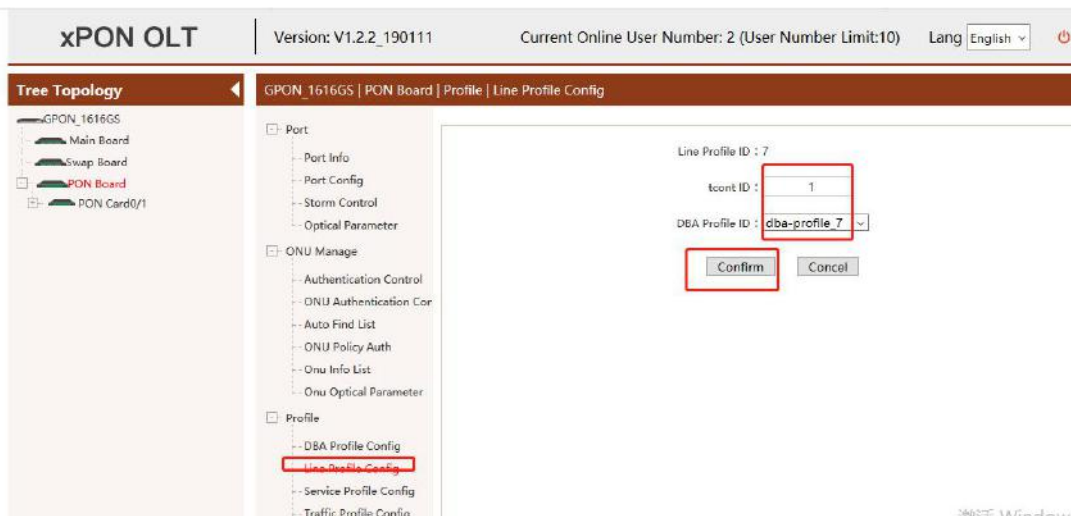 xPON OLT
Version: V1.2.2_190111
Current Online User Number: 2 (User Number Limit:10)
Lang English
Tree Topology
GPON_1616GS | PON Board | Profile | Line Profile Config
GPON_1616GS
Main Board
Swap Board
PON Board
PON Card0/1
Port
Port Info
Port Config
Storm Control
Optical Parameter
ONU Manage
Authentication Control
ONU Authentication Cor
Auto Find List
ONU Policy Auth
Onu Info List
Onu Optical Parameter
Profile
DBA Profile Config
Line Profile Config
Service Profile Config
Traffic Profile Config
Line Profile ID : 7
tcont ID : 1
DBA Profile ID : dba-profile_7
Confirm Concel
激活 Window